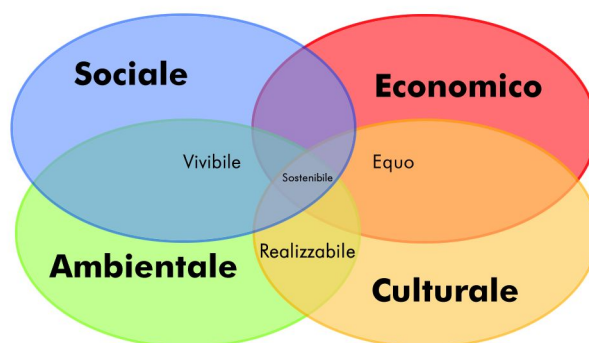 Sociale
Economico
Vivibile
Equo
Sostenibile
Realizzabile
Ambientale
Culturale